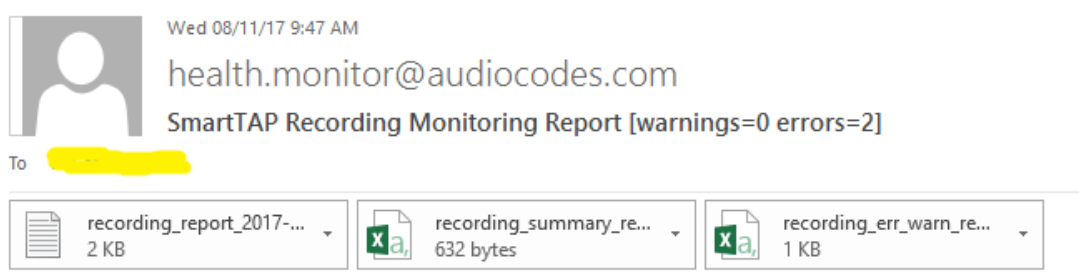 Wed 08/11/17 9:47 AM
health.monitor@audiocodes.com
SmartTAP Recording Monitoring Report [warnings=0 errors=2]
To
recording_report_2017-...
2 KB
recording_summary_re...
632 bytes
recording_err_warn_re...
1 KB